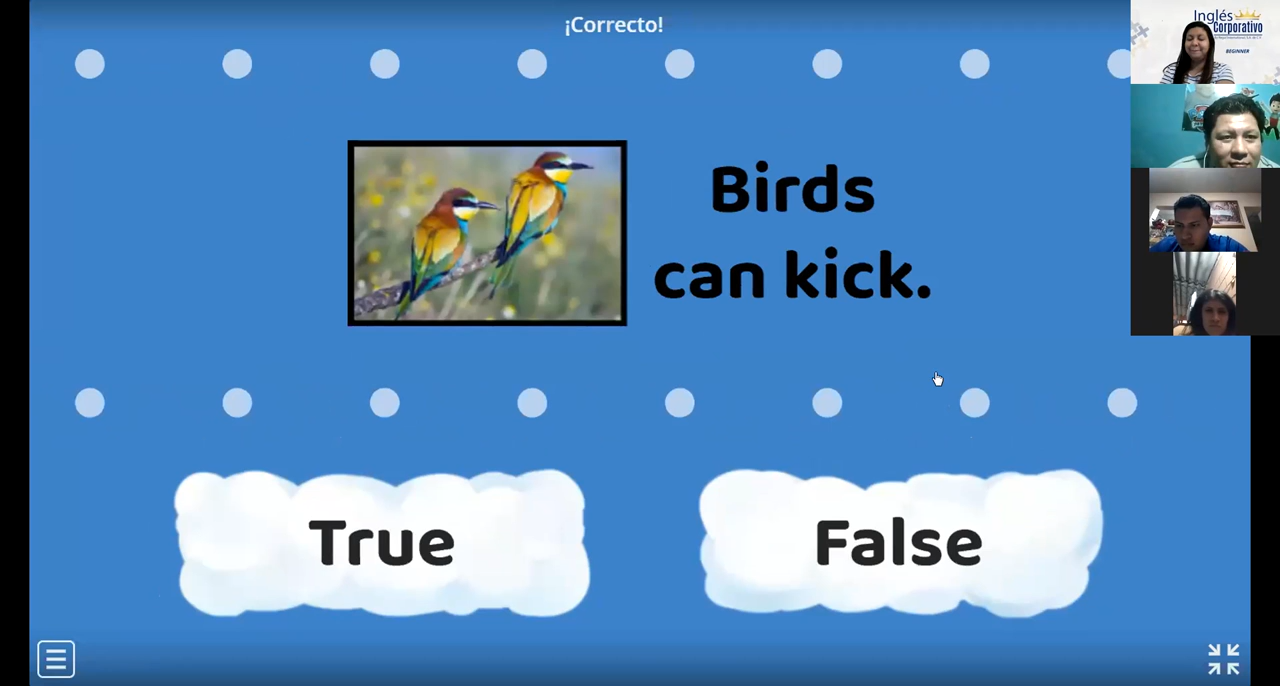 ¡Correcto!
Inglés
Corporativo
BEGINNER
Birds
can kick.
True
False